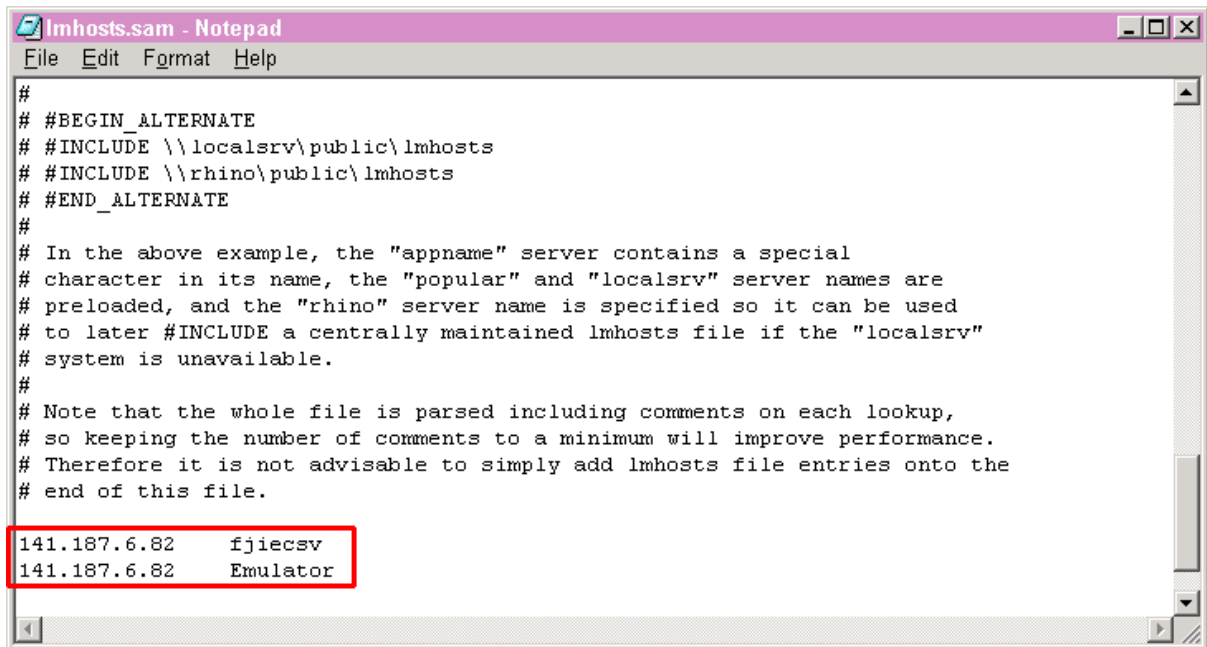 lmhosts.sam - Notepad
File Edit Format Help
#
# #BEGIN_ALTERNATE
# #INCLUDE \\localsrv\public\lmhosts
# #INCLUDE \\rhino\public\lmhosts
# #END_ALTERNATE
#
# In the above example, the "appname" server contains a special
# character in its name, the "popular" and "localsrv" server names are
# preloaded, and the "rhino" server name is specified so it can be used
# to later #INCLUDE a centrally maintained lmhosts file if the "localsrv"
# system is unavailable.
#
# Note that the whole file is parsed including comments on each lookup,
# so keeping the number of comments to a minimum will improve performance.
# Therefore it is not advisable to simply add lmhosts file entries onto the
# end of this file.
141.187.6.82 fjiecsv
141.187.6.82 Emulator